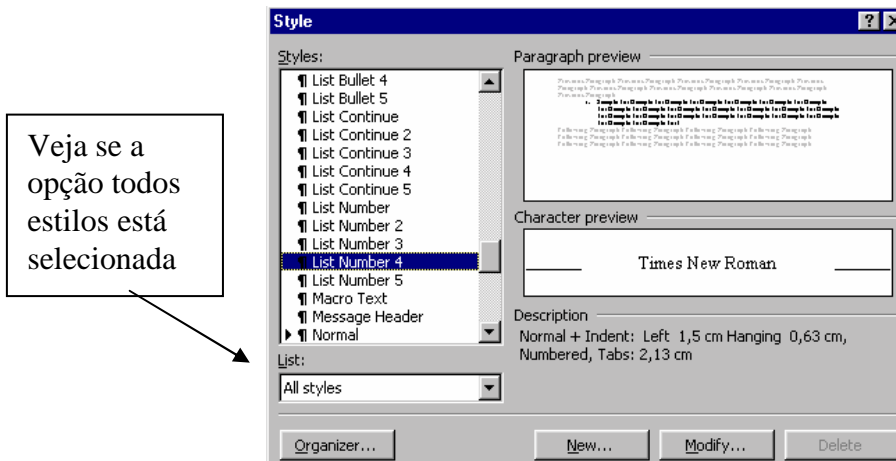 Style
Styles:
¶ List Bullet 4
¶ List Bullet 5
¶ List Continue
¶ List Continue 2
¶ List Continue 3
¶ List Continue 4
¶ List Continue 5
¶ List Number
¶ List Number 2
¶ List Number 3
¶ List Number 4
¶ List Number 5
¶ Macro Text
¶ Message Header
¶ Normal
List:
All styles
Paragraph preview
Character preview
Times New Roman
Description
Normal + Indent: Left 1,5 cm Hanging 0,63 cm,
Numbered, Tabs: 2,13 cm
Organizer...
New...
Modify...
Delete
Veja se a
opção todos
estilos está
selecionada